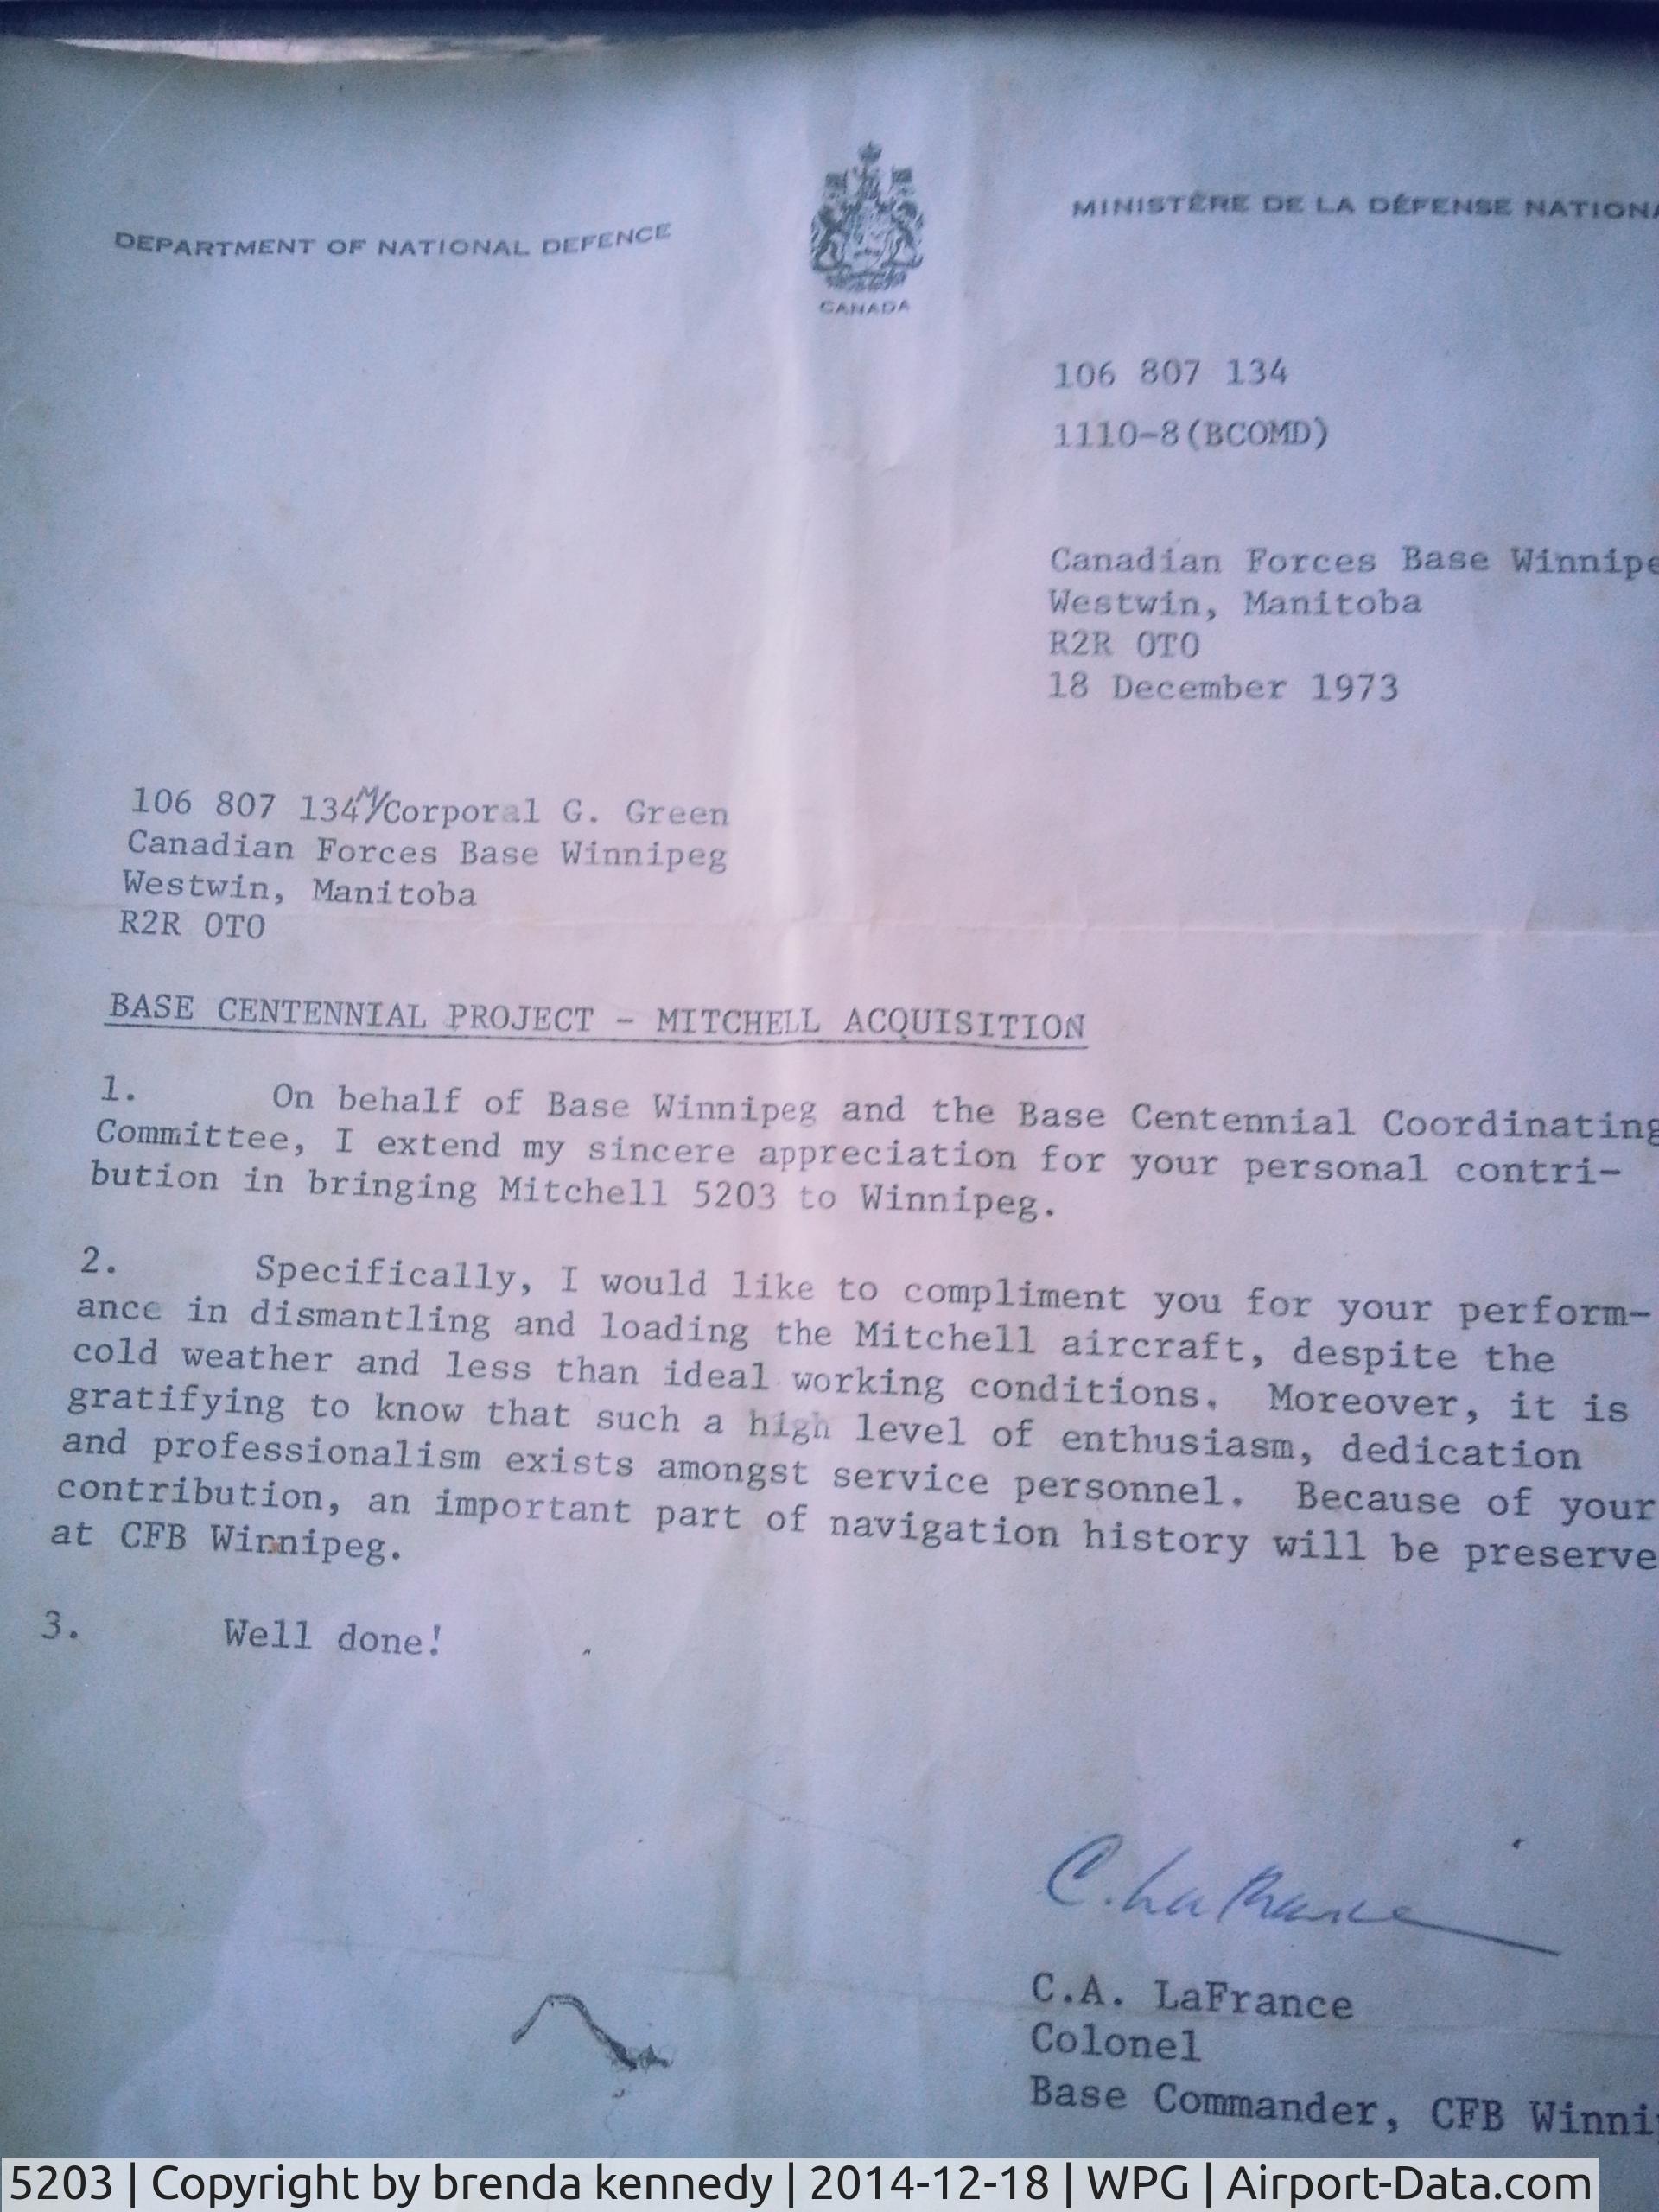 DEPARTMENT OF NATIONAL DEFENCE
MINISTÈRE DE LA DÉFENSE NATIONA
CANADA
106 807 134
1110-8(BCOMD)
Canadian Forces Base Winnipe
Westwin, Manitoba
R2R OTO
18 December 1973
106 807 134 M/Corporal G. Green
Canadian Forces Base Winnipeg
Westwin, Manitoba
R2R OTO
BASE CENTENNIAL PROJECT - MITCHELL ACQUISITION
1. On behalf of Base Winnipeg and the Base Centennial Coordinating
Committee, I extend my sincere appreciation for your personal contri-
bution in bringing Mitchell 5203 to Winnipeg.
2. Specifically, I would like to compliment you for your perform-
ance in dismantling and loading the Mitchell aircraft, despite the
cold weather and less than ideal working conditions. Moreover, it is
gratifying to know that such a high level of enthusiasm, dedication
and professionalism exists amongst service personnel. Because of your
contribution, an important part of navigation history will be preserve
at CFB Winnipeg.
3. Well done!
C. LaFrance
C.A. LaFrance
Colonel
Base Commander, CFB Winni
5203 | Copyright by brenda kennedy | 2014-12-18 | WPG | Airport-Data.com